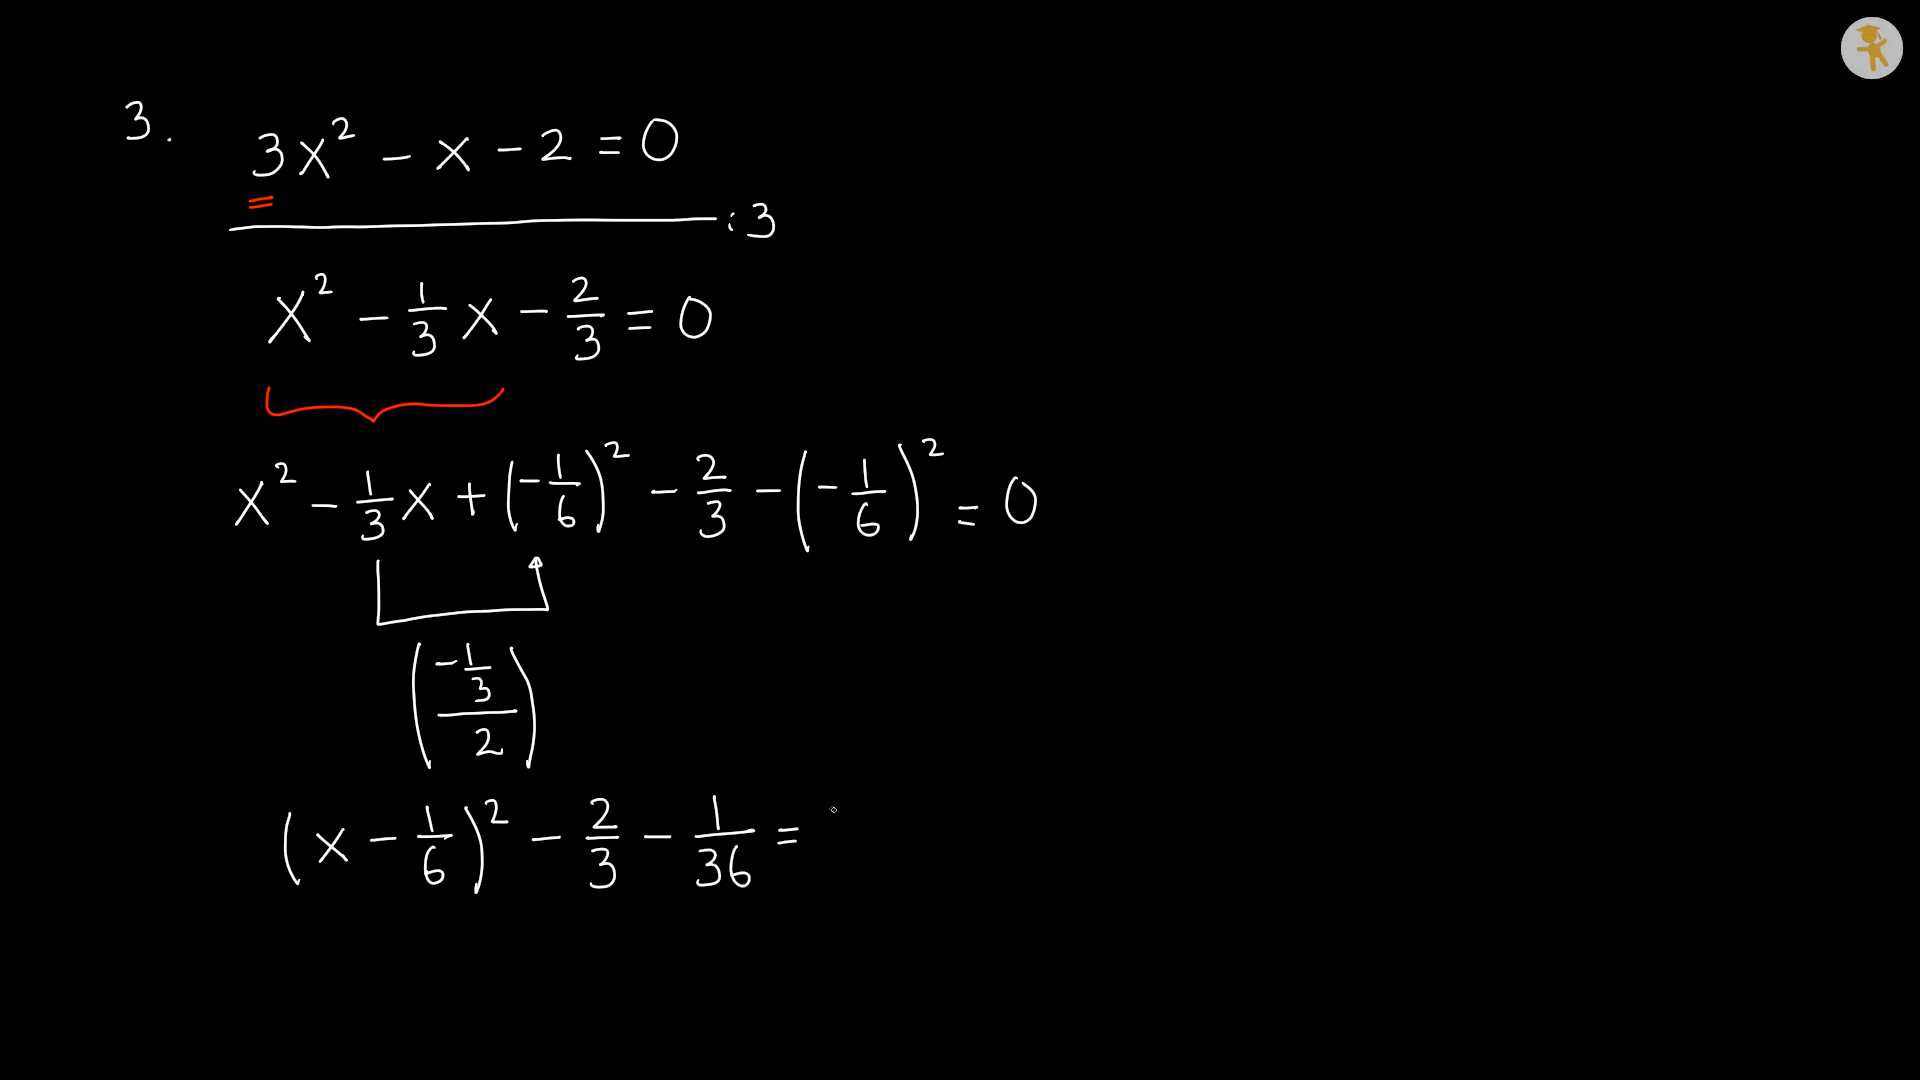 3. 3x² - x - 2 = 0
: 3
x² - 1/3 x - 2/3 = 0
x² - 1/3 x + (-1/6)² - 2/3 - (-1/6)² = 0
(-1/3 / 2)
(x - 1/6)² - 2/3 - 1/36 =